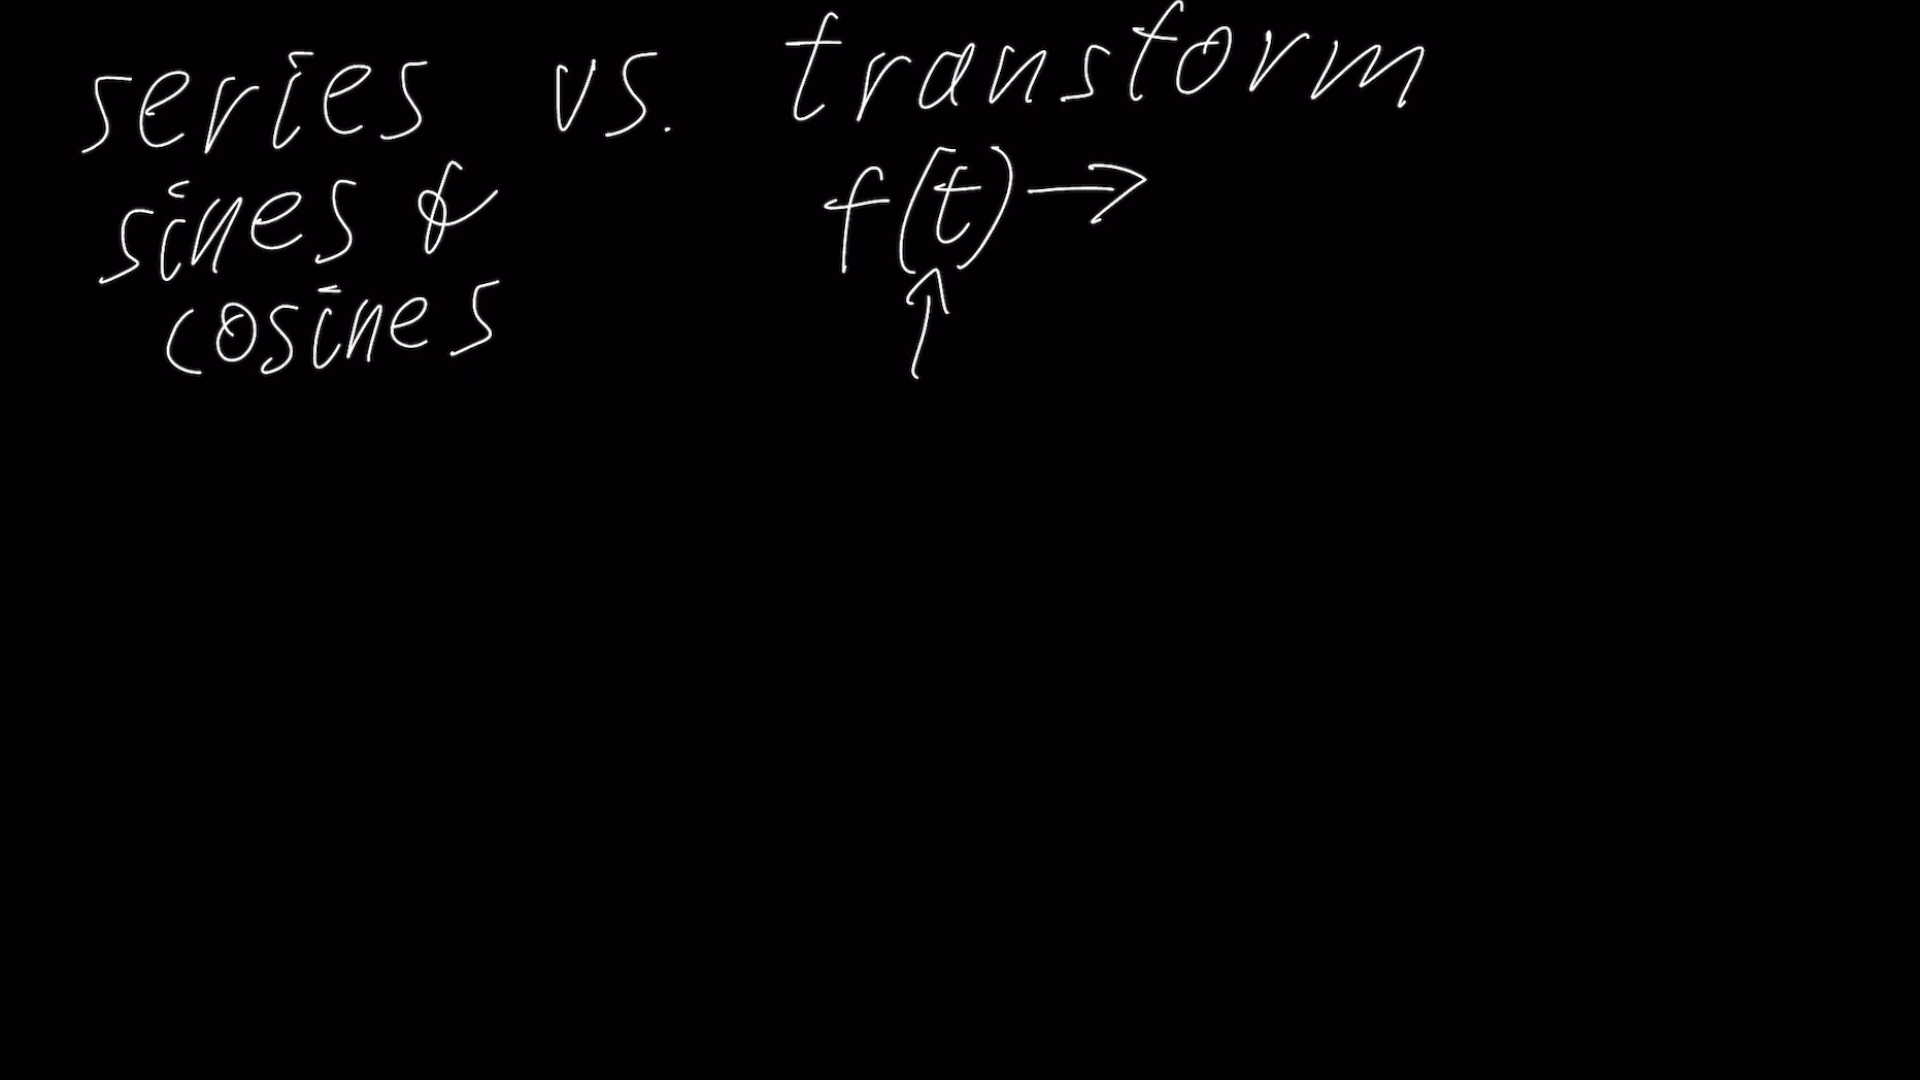 series vs. transform
sines & f(t) →
cosines ↑